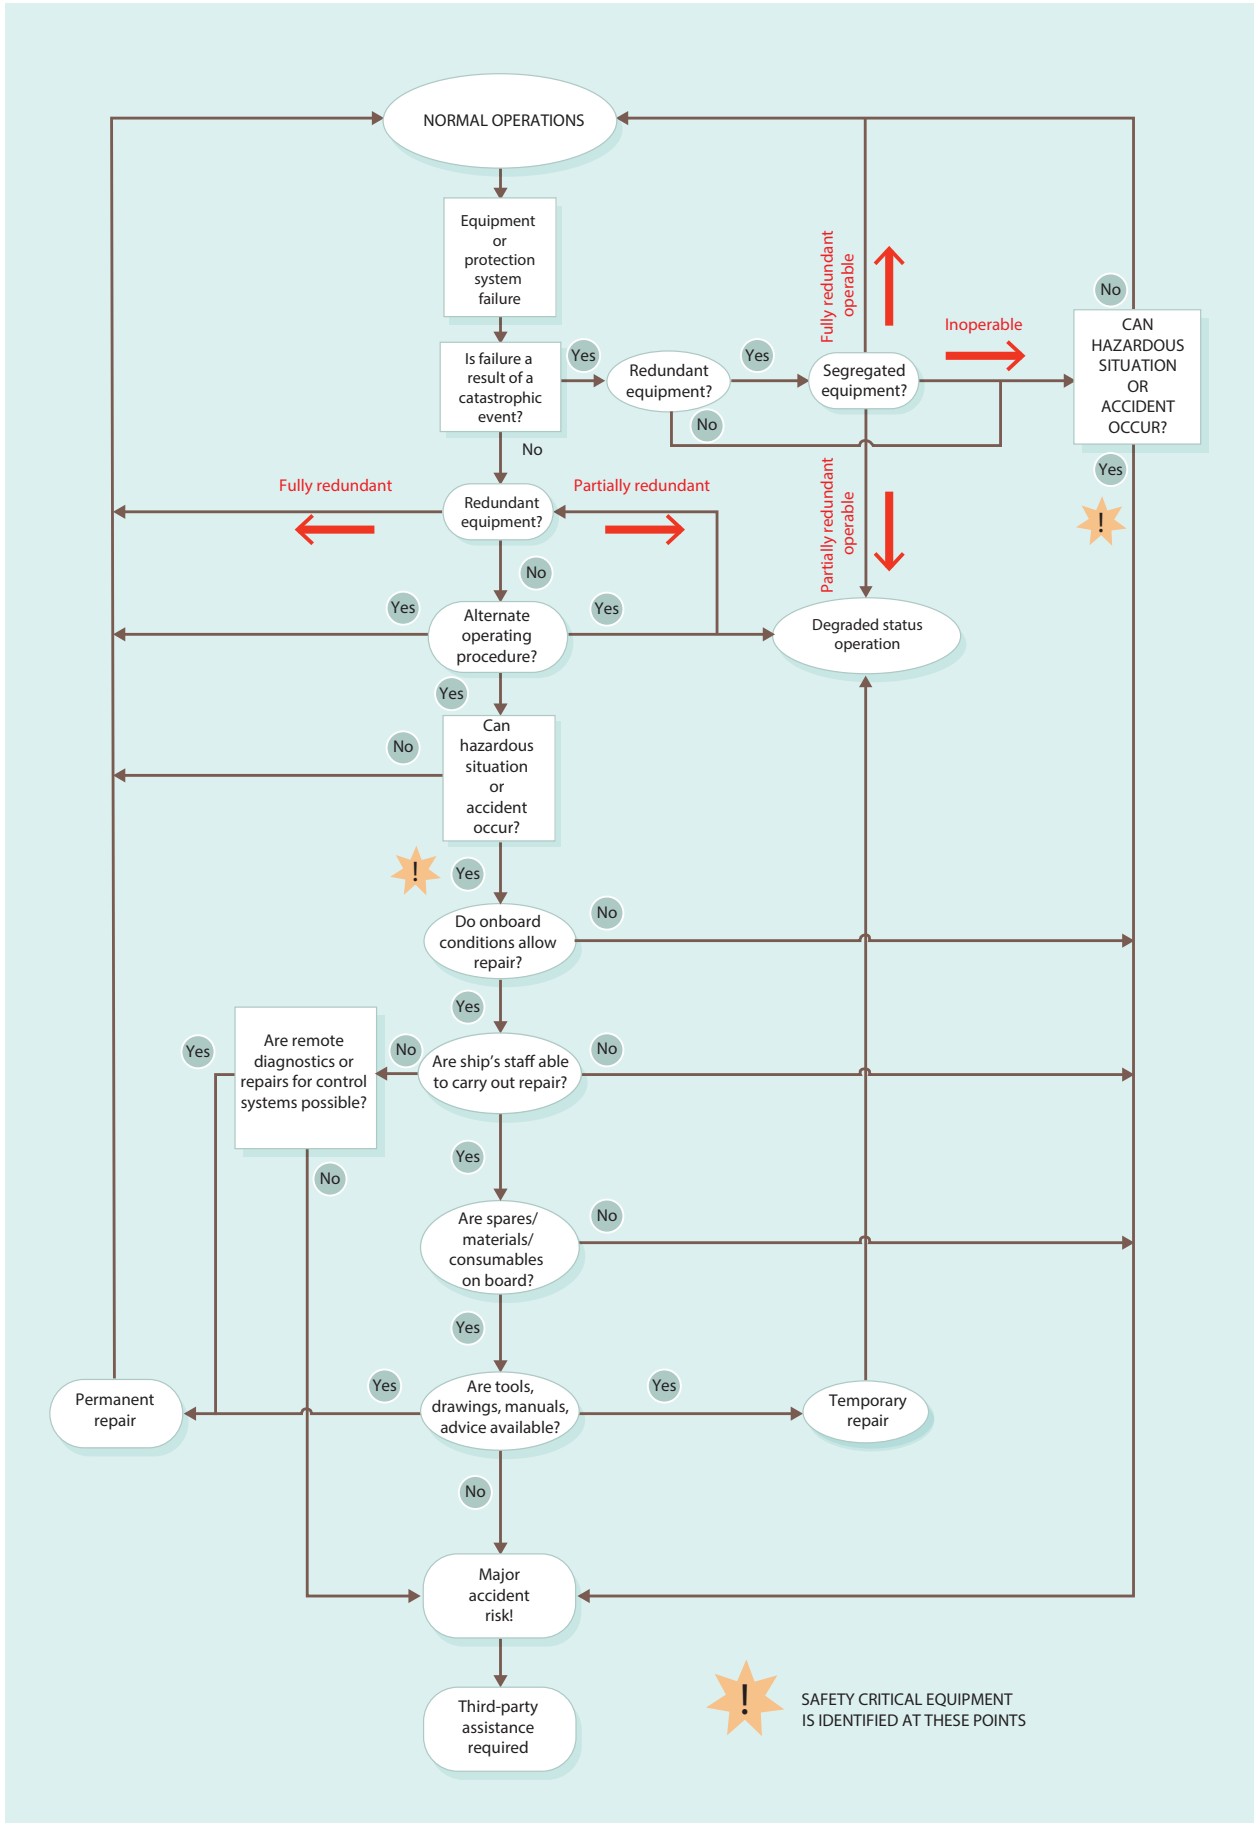 NORMAL OPERATIONS
Equipment
or
protection
system
failure
Fully redundant
operable
Inoperable
No
CAN
HAZARDOUS
SITUATION
OR
ACCIDENT
OCCUR?
Is failure a
result of a
catastrophic
event?
Yes
Redundant
equipment?
Yes
Segregated
equipment?
No
No
Yes
!
Fully redundant
Redundant
equipment?
Partially redundant
Partially redundant
operable
No
Yes
Alternate
operating
procedure?
Yes
Degraded status
operation
Yes
No
Can
hazardous
situation
or
accident
occur?
!
Yes
Do onboard
conditions allow
repair?
No
Yes
Are remote
diagnostics or
repairs for control
systems possible?
Yes
No
Are ship's staff able
to carry out repair?
No
Yes
No
Are spares/
materials/
consumables
on board?
No
Yes
Permanent
repair
Yes
Are tools,
drawings, manuals,
advice available?
Yes
Temporary
repair
No
Major
accident
risk!
Third-party
assistance
required
!
SAFETY CRITICAL EQUIPMENT
IS IDENTIFIED AT THESE POINTS